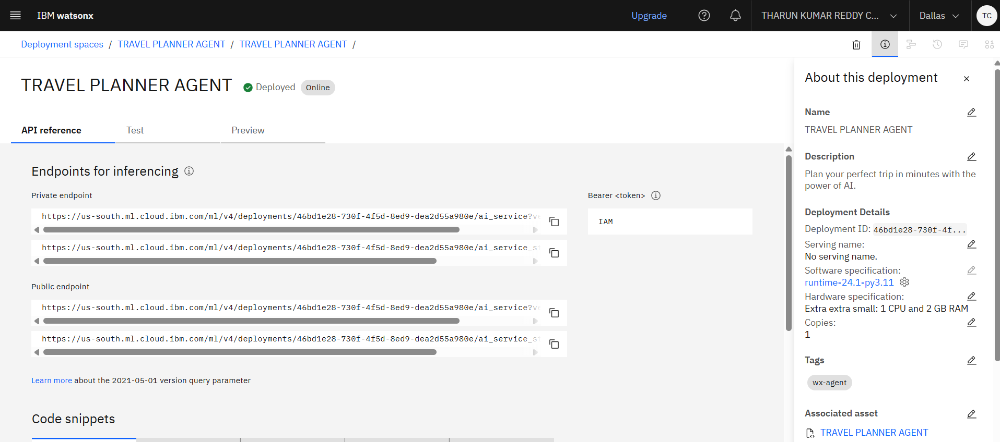 IBM watsonx
Upgrade
THARUN KUMAR REDDY C...
Dallas
TC
Deployment spaces / TRAVEL PLANNER AGENT / TRAVEL PLANNER AGENT /
TRAVEL PLANNER AGENT
Deployed
Online
API reference
Test
Preview
Endpoints for inferencing
Private endpoint
https://us-south.ml.cloud.ibm.com/ml/v4/deployments/46bd1e28-730f-4f5d-8ed9-dea2d55a980e/ai_service?ve
https://us-south.ml.cloud.ibm.com/ml/v4/deployments/46bd1e28-730f-4f5d-8ed9-dea2d55a980e/ai_service_st
Bearer <token>
IAM
Public endpoint
https://us-south.ml.cloud.ibm.com/ml/v4/deployments/46bd1e28-730f-4f5d-8ed9-dea2d55a980e/ai_service?ve
https://us-south.ml.cloud.ibm.com/ml/v4/deployments/46bd1e28-730f-4f5d-8ed9-dea2d55a980e/ai_service_st
Learn more about the 2021-05-01 version query parameter
Code snippets
About this deployment
Name
TRAVEL PLANNER AGENT
Description
Plan your perfect trip in minutes with the
power of AI.
Deployment Details
Deployment ID: 46bd1e28-730f-4f...
Serving name:
No serving name.
Software specification:
runtime-24.1-py3.11
Hardware specification:
Extra extra small: 1 CPU and 2 GB RAM
Copies:
1
Tags
wx-agent
Associated asset
TRAVEL PLANNER AGENT